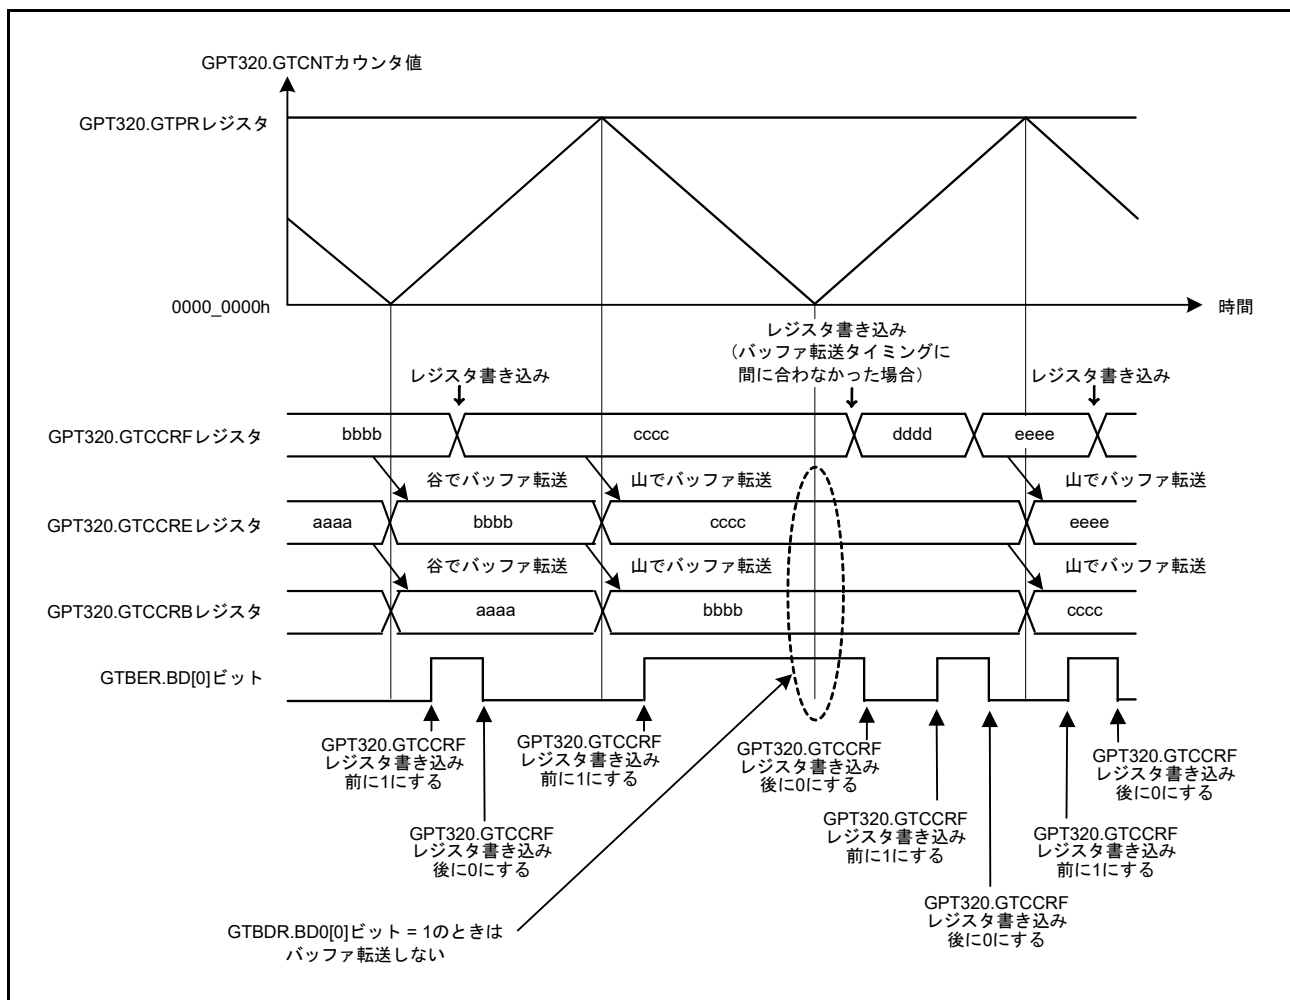 GPT320.GTCNTカウンタ値
GPT320.GTPRレジスタ
0000_0000h
時間
レジスタ書き込み
レジスタ書き込み
(バッファ転送タイミングに
間に合わなかった場合)
レジスタ書き込み
GPT320.GTCCRFレジスタ
bbbb
cccc
dddd
eeee
谷でバッファ転送
山でバッファ転送
山でバッファ転送
GPT320.GTCCREレジスタ
aaaa
bbbb
cccc
eeee
谷でバッファ転送
山でバッファ転送
山でバッファ転送
GPT320.GTCCRBレジスタ
aaaa
bbbb
cccc
GTBER.BD[0]ビット
GPT320.GTCCRF
レジスタ書き込み
前に1にする
GPT320.GTCCRF
レジスタ書き込み
後に0にする
GPT320.GTCCRF
レジスタ書き込み
前に1にする
GPT320.GTCCRF
レジスタ書き込み
後に0にする
GPT320.GTCCRF
レジスタ書き込み
前に1にする
GPT320.GTCCRF
レジスタ書き込み
後に0にする
GPT320.GTCCRF
レジスタ書き込み
前に1にする
GPT320.GTCCRF
レジスタ書き込み
後に0にする
GTBDR.BD0[0]ビット = 1のときは
バッファ転送しない